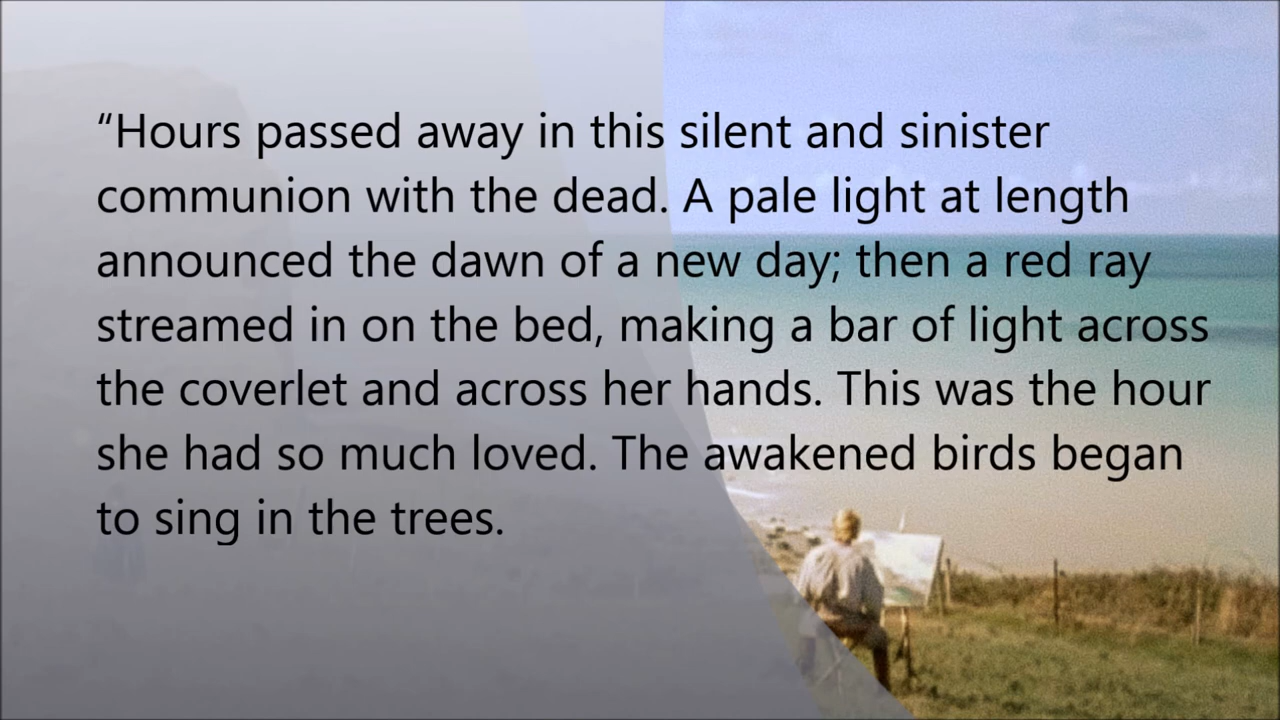 “Hours passed away in this silent and sinister
communion with the dead. A pale light at length
announced the dawn of a new day; then a red ray
streamed in on the bed, making a bar of light across
the coverlet and across her hands. This was the hour
she had so much loved. The awakened birds began
to sing in the trees.